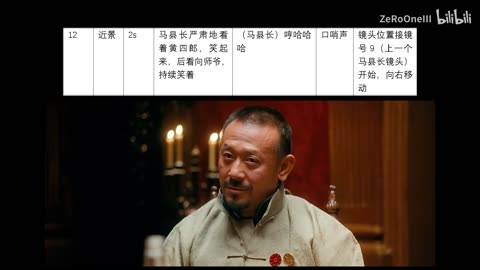 ZeRoOneIII
bilibili
12
近景
2s
马县长严肃地看
着黄四郎，笑起
来，后看向师爷，
持续笑着
（马县长）哼哈哈
哈
口哨声
镜头位置接镜
号 9（上一个
马县长镜头）
开始，向右移
动